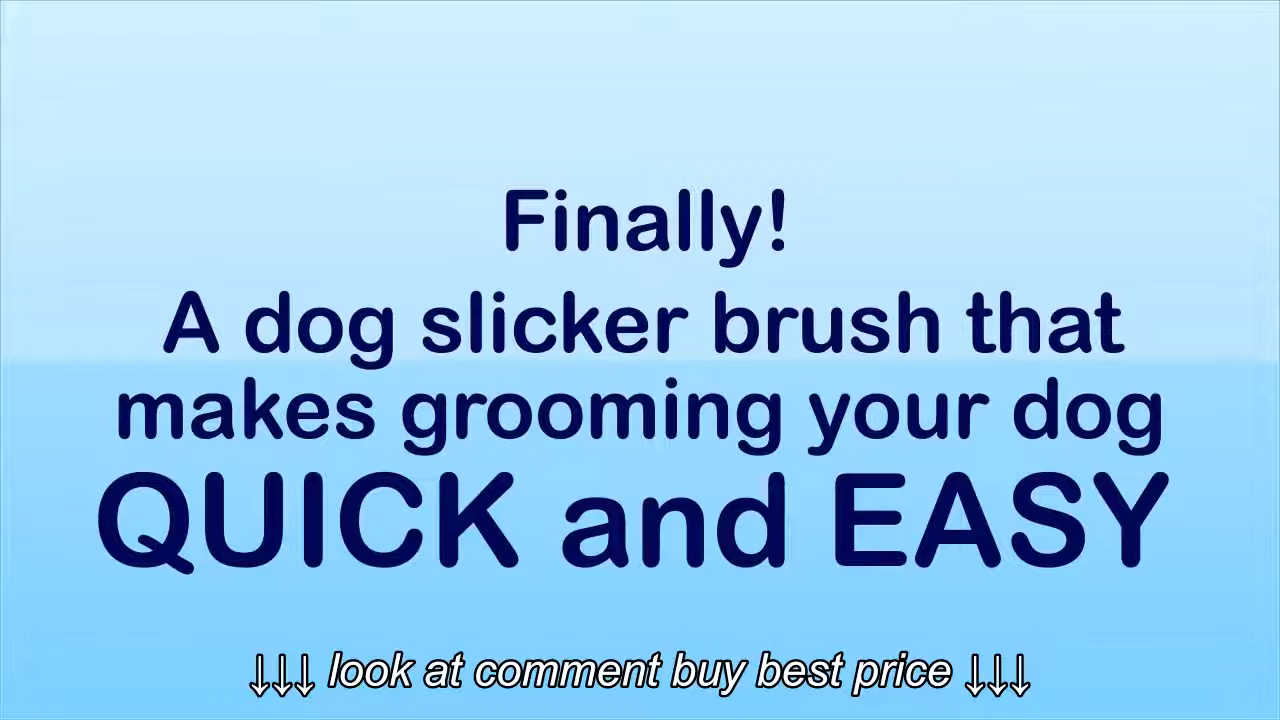 Finally!
A dog slicker brush that
makes grooming your dog
QUICK and EASY
↓↓↓ look at comment buy best price ↓↓↓